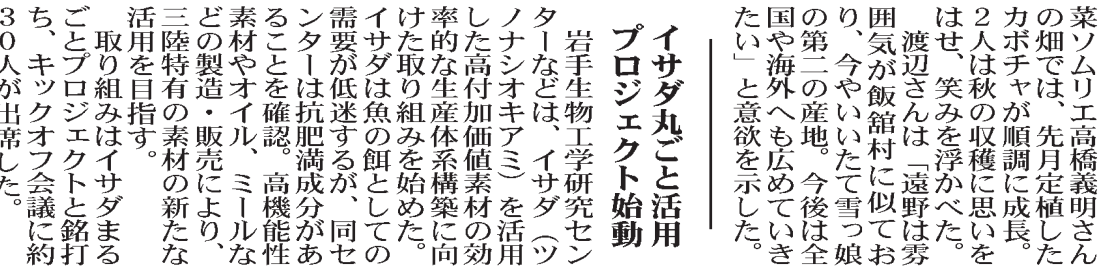 菜ソムリエ高橋義明さん
の畑では、先月定植した
カボチャが順調に成長。
２人は秋の収穫に思いを
はせ、笑みを浮かべた。
渡辺さんは「遠野は雰
囲気が飯舘村に似てお
り、今やいいたて雪っ娘
の第二の産地。今後は全
国や海外へも広めていき
たい」と意欲を示した。
イサダ丸ごと活用
プロジェクト始動
岩手生物工学研究セン
ターなどは、イサダ（ツ
ノナシオキアミ）を活用
した高付加価値素材の効
率的な生産体系構築に向
けた取り組みを始めた。
イサダは魚の餌としての
需要が低迷するが、同セ
ンターは抗肥満成分があ
ることを確認。高機能性
素材やオイル、ミールな
どの製造・販売により、
三陸特有の素材の新たな
活用を目指す。
取り組みはイサダまる
ごとプロジェクトと銘打
ち、キックオフ会議に約
３０人が出席した。